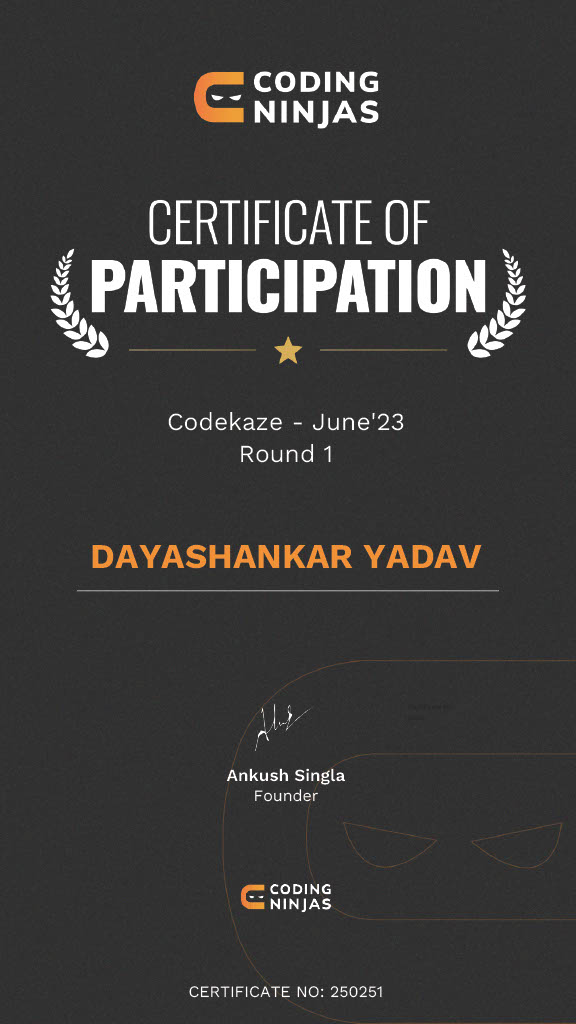 CODING
NINJAS
CERTIFICATE OF
PARTICIPATION
Codekaze - June'23
Round 1
DAYASHANKAR YADAV
Ankush Singla
Founder
CODING
NINJAS
CERTIFICATE NO: 250251